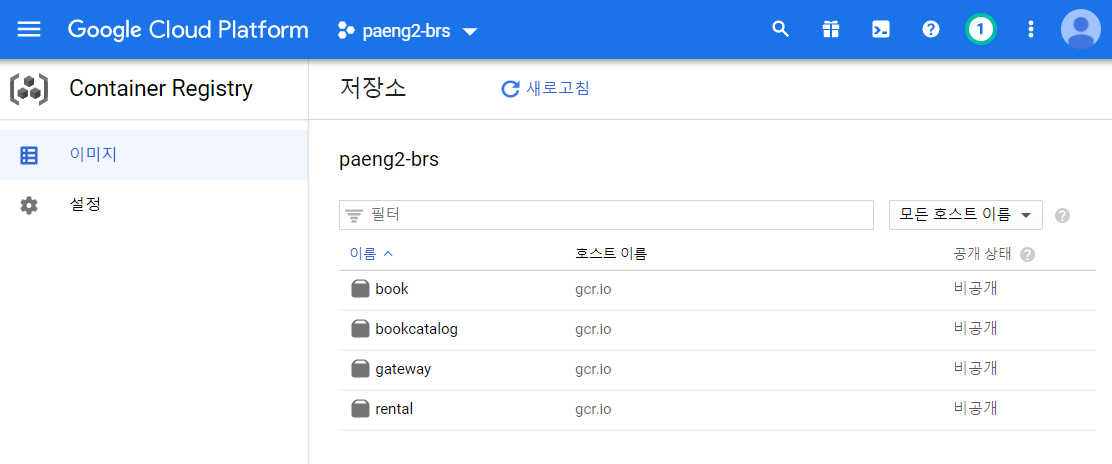 Google Cloud Platform paeng2-brs 1
Container Registry
이미지
설정
저장소 새로고침
paeng2-brs
필터 모든 호스트 이름
이름 호스트 이름 공개 상태
book gcr.io 비공개
bookcatalog gcr.io 비공개
gateway gcr.io 비공개
rental gcr.io 비공개